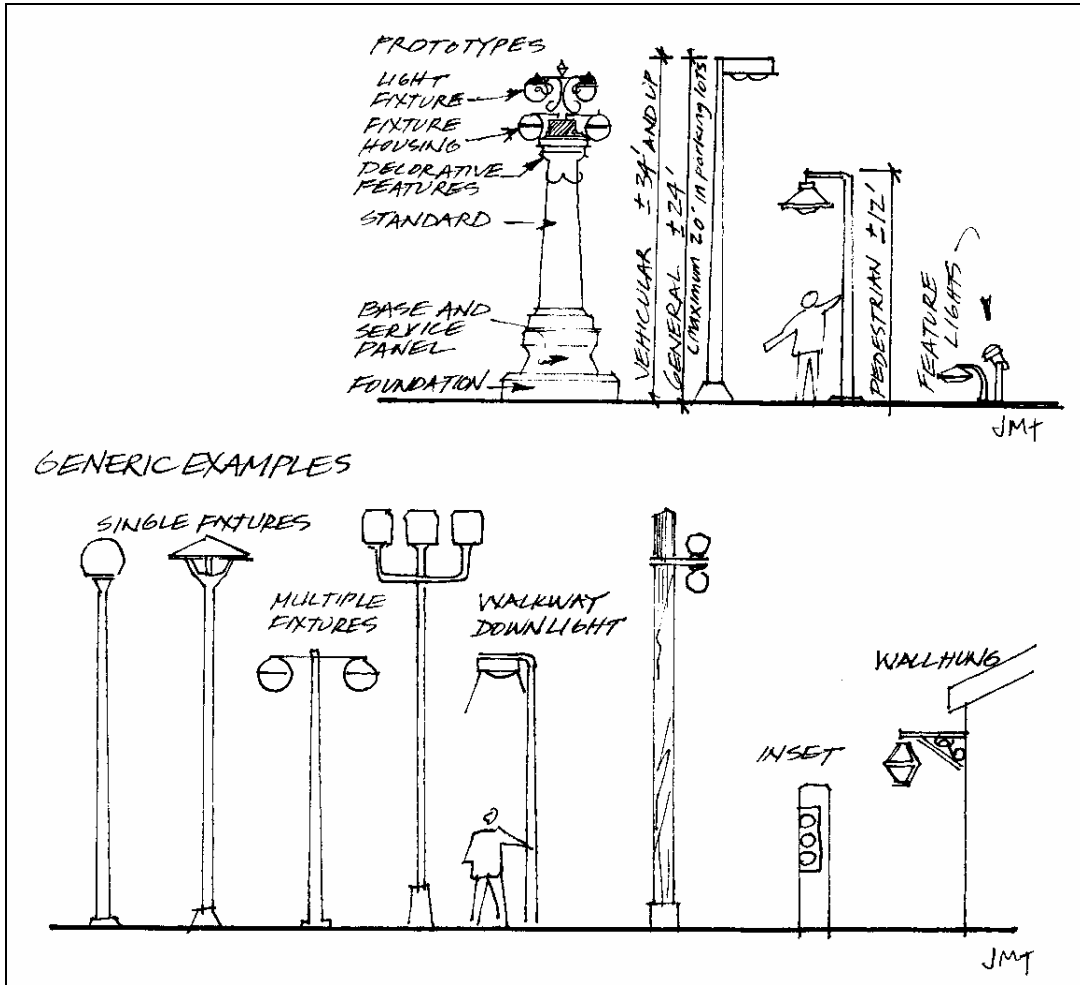 PROTOTYPES
LIGHT
FIXTURE
FIXTURE
HOUSING
DECORATIVE
FEATURES
STANDARD
BASE AND
SERVICE
PANEL
FOUNDATION
VEHICULAR ±34' AND UP
GENERAL ±24'
(MAXIMUM 20' in parking lots)
PEDESTRIAN ±12'
FEATURE
LIGHTS
JMT
GENERIC EXAMPLES
SINGLE FIXTURES
MULTIPLE
FIXTURES
WALKWAY
DOWNLIGHT
WALLHUNG
INSET
JMT